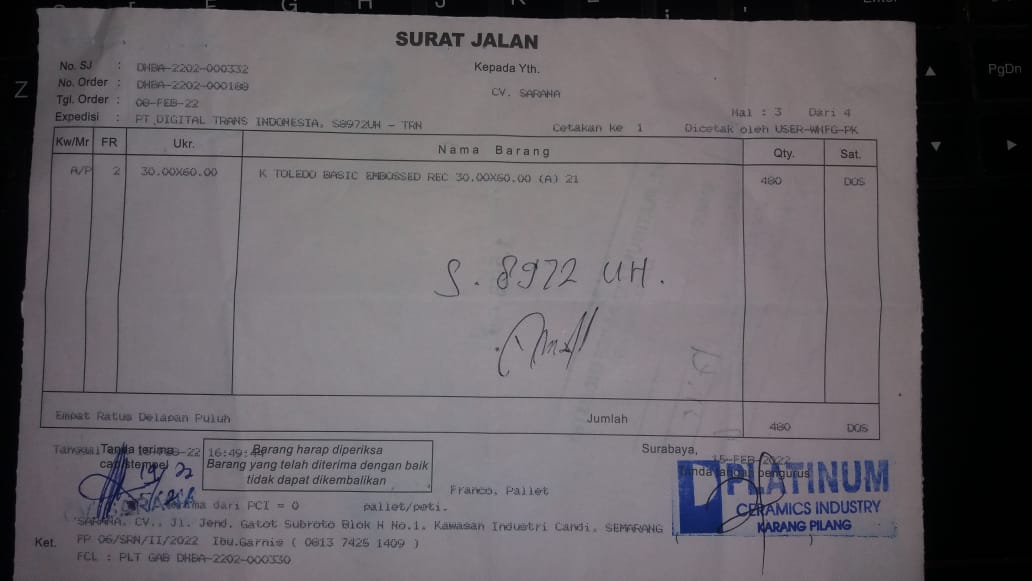 SURAT JALAN
No. SJ : DHBA-2202-000332
Kepada Yth.
No. Order : DHBA-2202-000188
CV. SARANA
Tgl. Order : 08-FEB-22
Hal : 3 Dari 4
Expedisi : PT.DIGITAL TRANS INDONESIA, S8972UH - TRN
Cetakan ke 1 Dicetak oleh USER-WHFG-PK
Kw/Mr FR Ukr. Nama Barang Qty. Sat.
A/P 2 30.00X60.00 K TOLEDO BASIC EMBOSSED REC 30.00X60.00 (A) 21 480 DOS
S. 8972 UH.
Empat Ratus Delapan Puluh Jumlah 480 DOS
Tanggal Tanda terima -FEB-22 16:49:4
cap stempel
Barang harap diperiksa
Barang yang telah diterima dengan baik
tidak dapat dikembalikan
Surabaya, 15-FEB-2022
Tanda tangan pengurus
PLATINUM
CERAMICS INDUSTRY
KARANG PILANG
Franco, Pallet
dari PCI = 0 pallet/peti.
SARANA, CV., Jl. Jend. Gatot Subroto Blok H No.1, Kawasan Industri Candi, SEMARANG
Ket. PP 06/SRN/II/2022 Ibu.Garnis ( 0813 7425 1409 )
FCL : PLT GAB DHBA-2202-000330
PgDn
Z